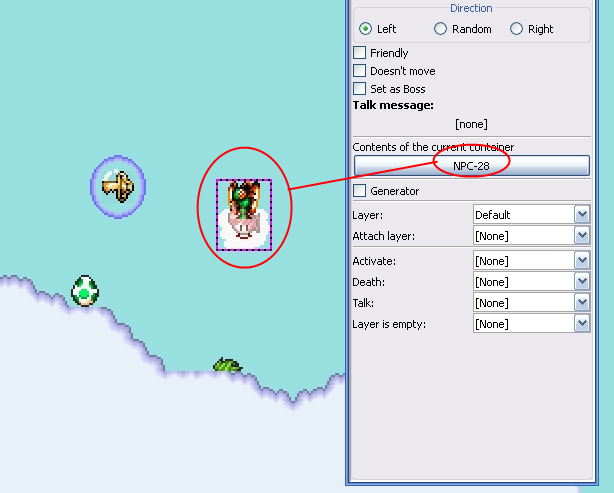 Direction
Left
Random
Right
Friendly
Doesn't move
Set as Boss
Talk message:
[none]
Contents of the current container
NPC-28
Generator
Layer: Default
Attach layer: [None]
Activate: [None]
Death: [None]
Talk: [None]
Layer is empty: [None]